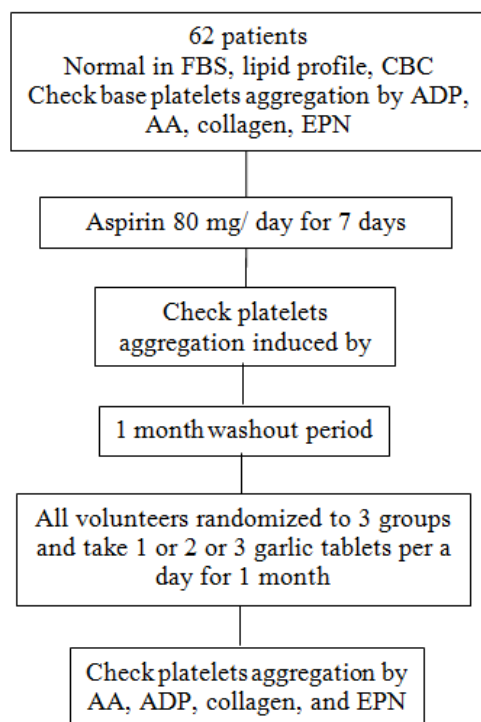 62 patients
Normal in FBS, lipid profile, CBC
Check base platelets aggregation by ADP,
AA, collagen, EPN
Aspirin 80 mg/ day for 7 days
Check platelets
aggregation induced by
1 month washout period
All volunteers randomized to 3 groups
and take 1 or 2 or 3 garlic tablets per a
day for 1 month
Check platelets aggregation by
AA, ADP, collagen, and EPN